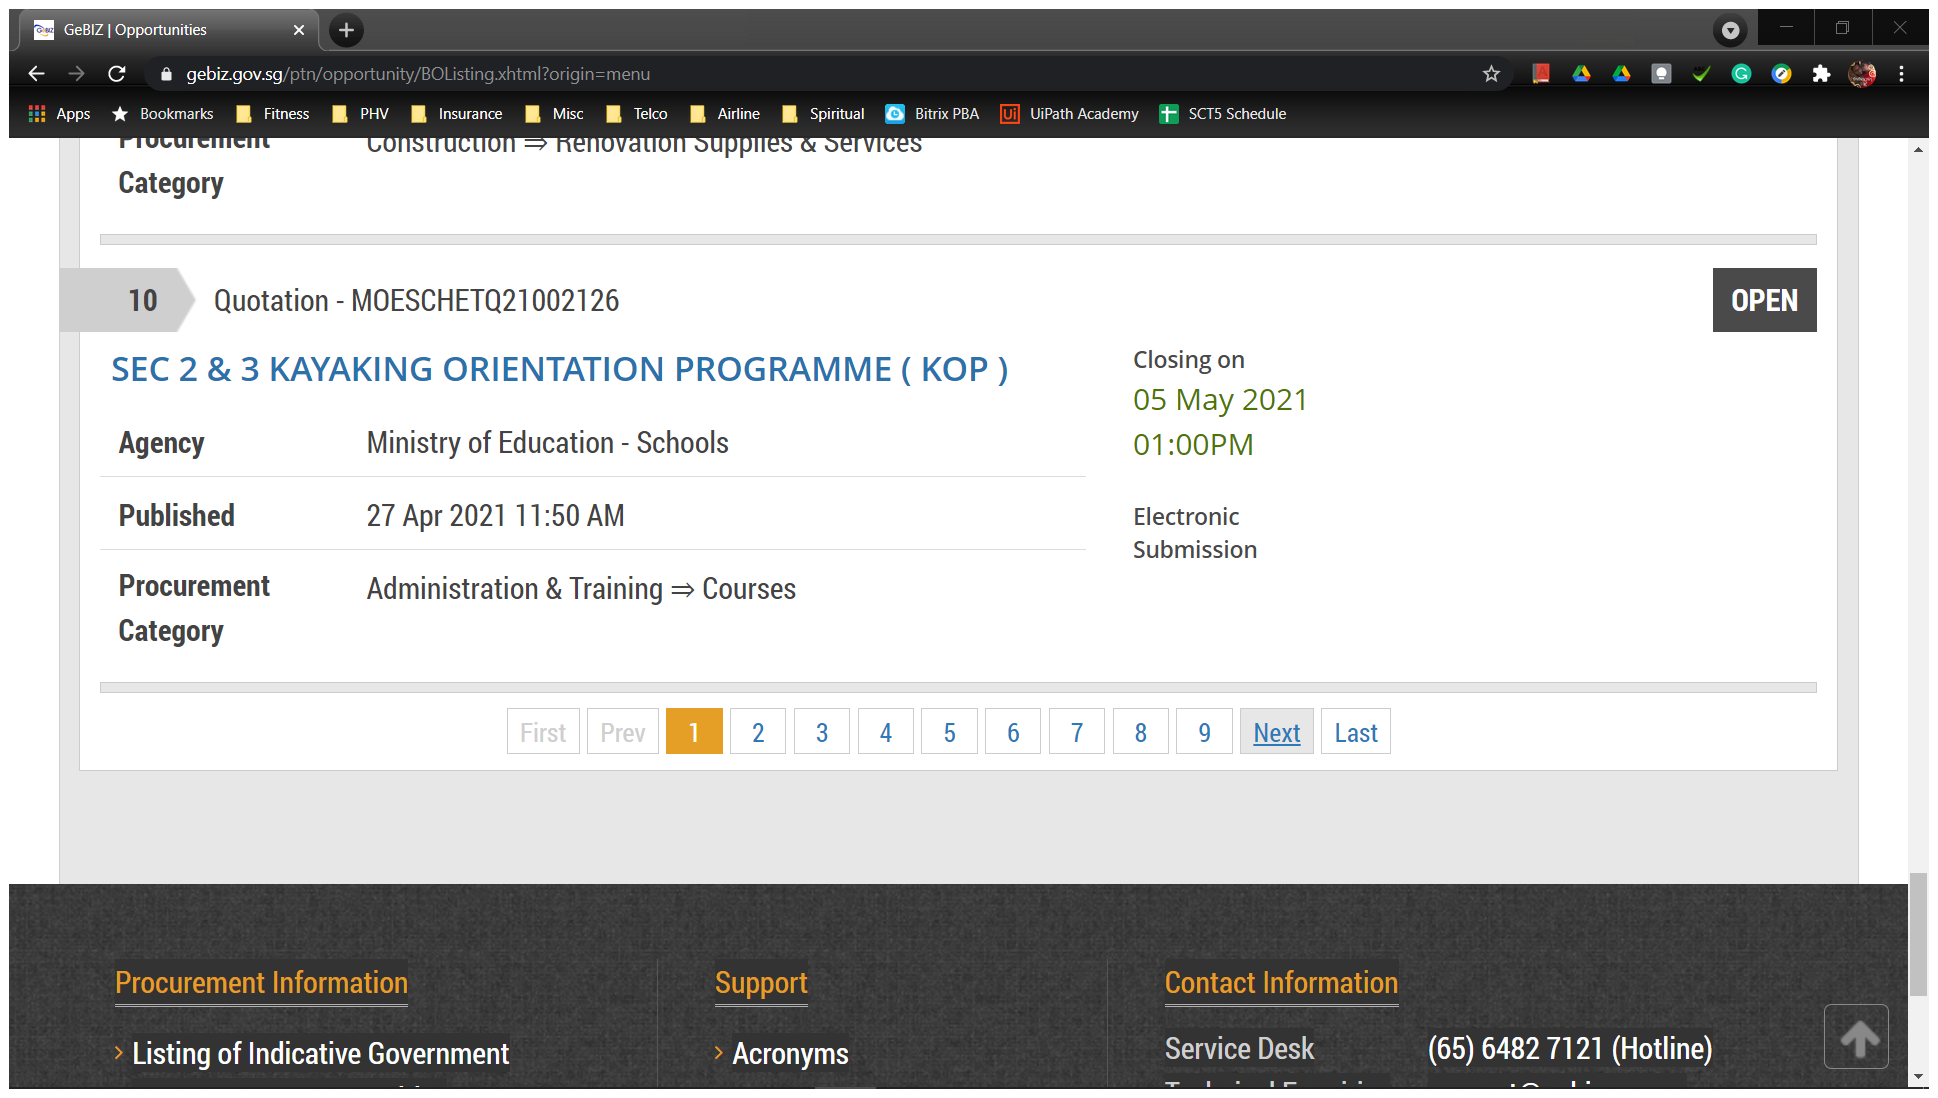 GeBIZ | Opportunities
gebiz.gov.sg/ptn/opportunity/BOListing.xhtml?origin=menu
Apps Bookmarks Fitness PHV Insurance Misc Telco Airline Spiritual Bitrix PBA UiPath Academy SCT5 Schedule
Procurement Construction ⇒ Renovation Supplies & Services
Category
10 Quotation - MOESCHETQ21002126 OPEN
SEC 2 & 3 KAYAKING ORIENTATION PROGRAMME ( KOP )
Closing on
05 May 2021
01:00PM
Agency Ministry of Education - Schools
Published 27 Apr 2021 11:50 AM
Electronic
Submission
Procurement Administration & Training ⇒ Courses
Category
First Prev 1 2 3 4 5 6 7 8 9 Next Last
Procurement Information Support Contact Information
Listing of Indicative Government Acronyms Service Desk (65) 6482 7121 (Hotline)